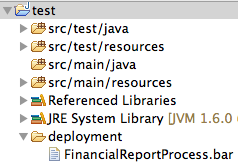 test
src/test/java
src/test/resources
src/main/java
src/main/resources
Referenced Libraries
JRE System Library [JVM 1.6.0
deployment
FinancialReportProcess.bar